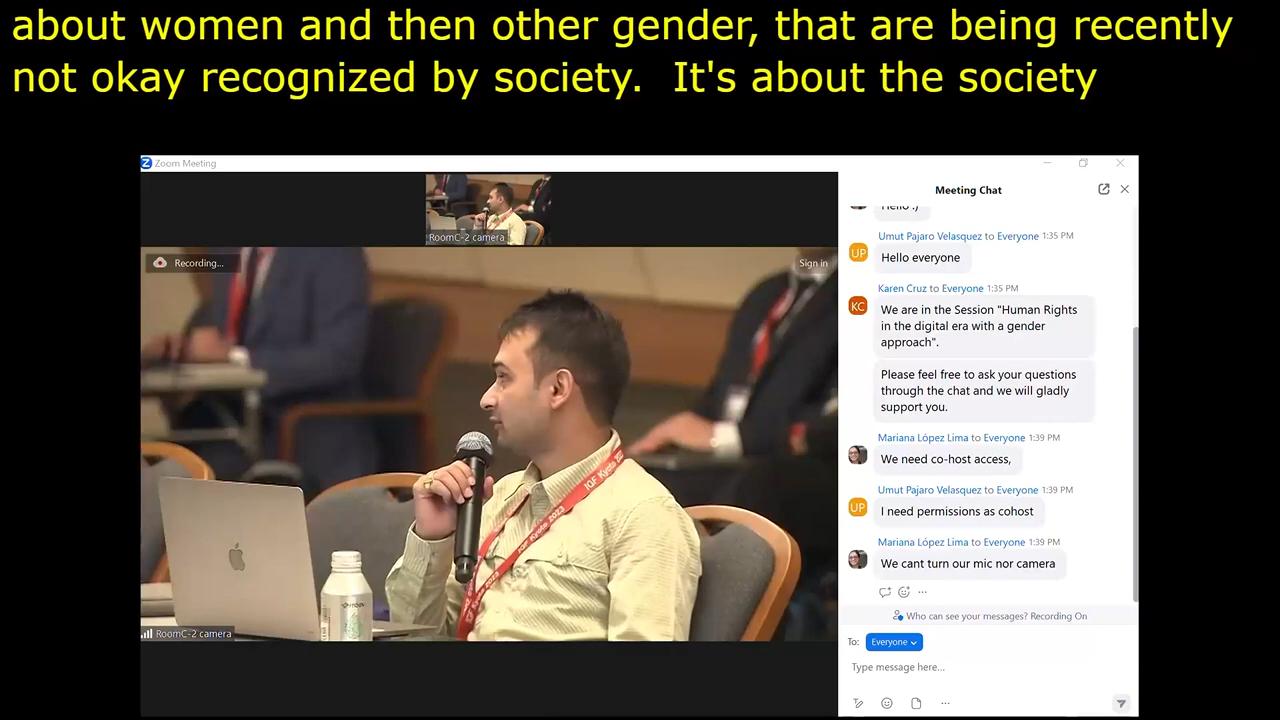 about women and then other gender, that are being recently
not okay recognized by society.  It's about the society
Zoom Meeting
RoomC-2 camera
Recording...
Sign in
IGF Kyoto 2023
RoomC-2 camera
Meeting Chat
Hello :)
Umut Pajaro Velasquez to Everyone 1:35 PM
UP
Hello everyone
Karen Cruz to Everyone 1:35 PM
KC
We are in the Session "Human Rights
in the digital era with a gender
approach".
Please feel free to ask your questions
through the chat and we will gladly
support you.
Mariana López Lima to Everyone 1:39 PM
We need co-host access,
Umut Pajaro Velasquez to Everyone 1:39 PM
UP
I need permissions as cohost
Mariana López Lima to Everyone 1:39 PM
We cant turn our mic nor camera
Who can see your messages? Recording On
To: Everyone
Type message here...